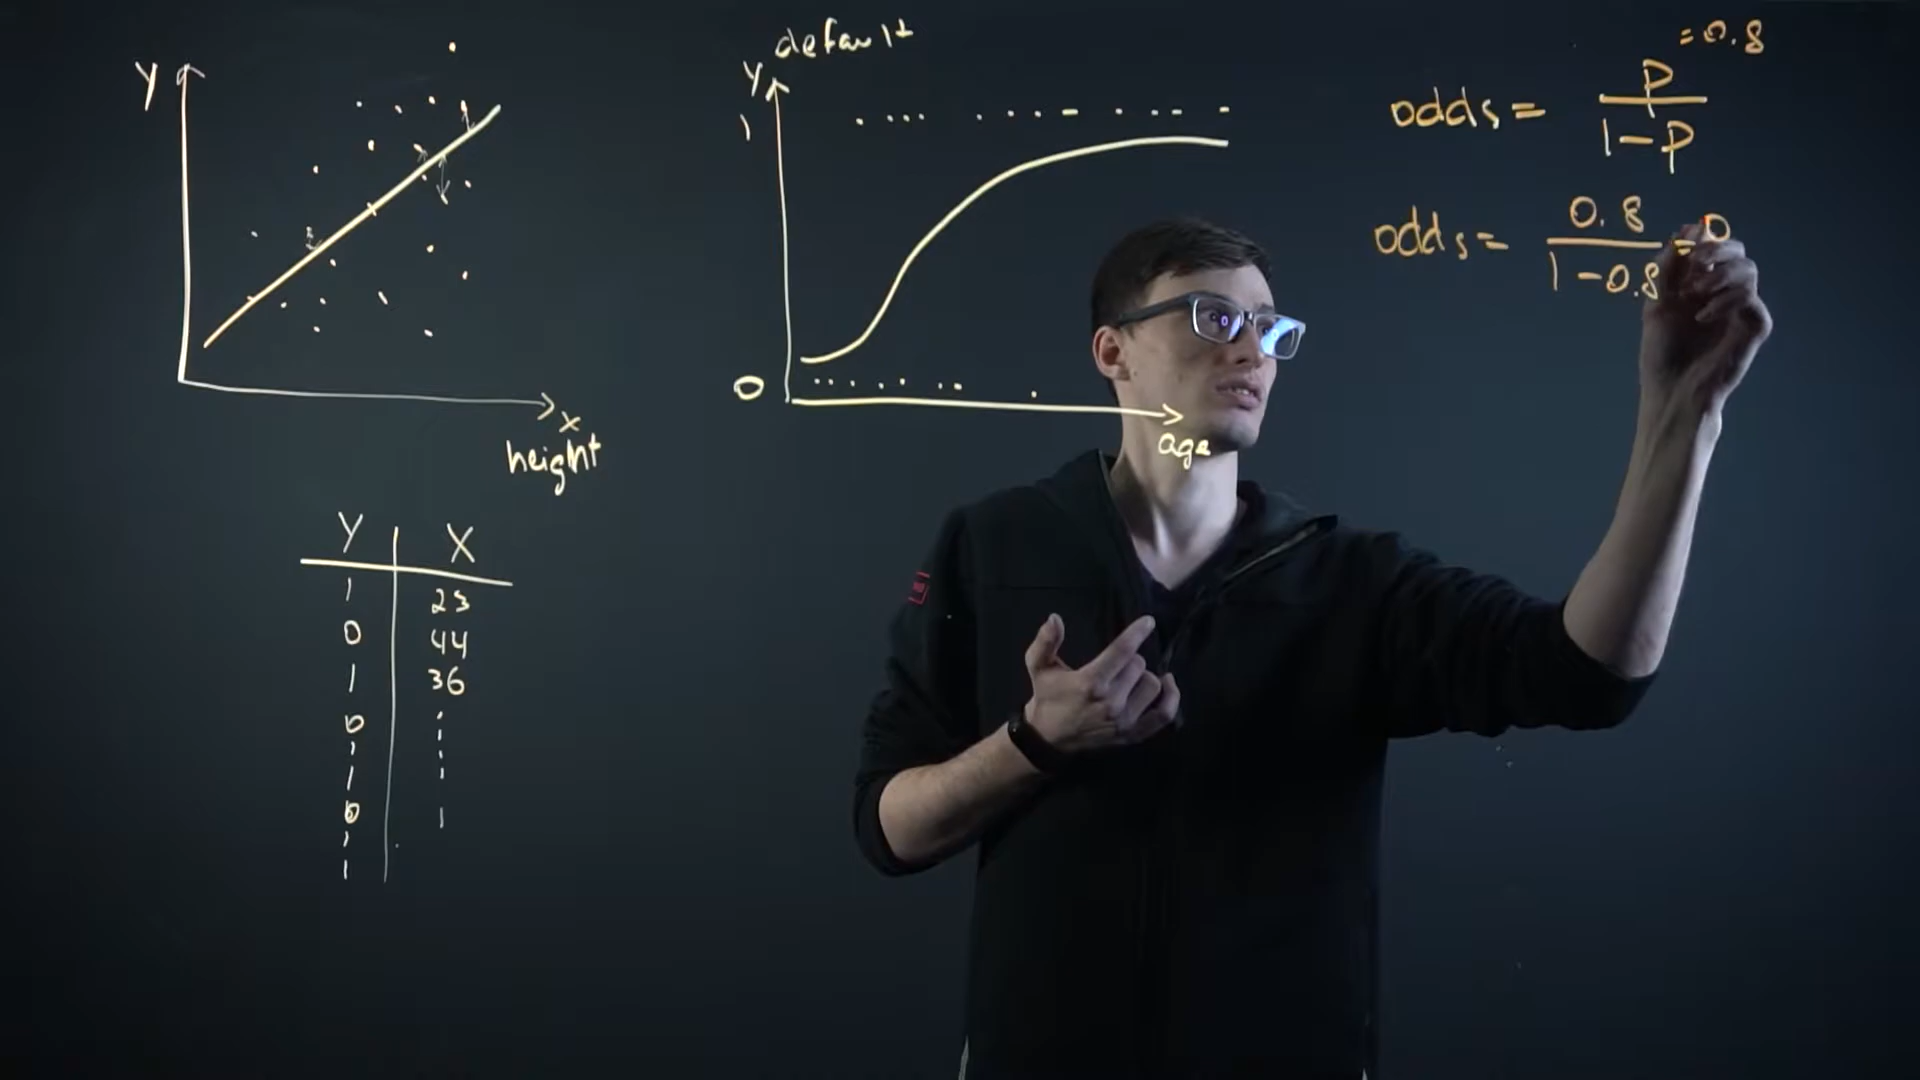 Y
x
height
default
Y
1
0
age
= 0.8
odds = P / 1 - P
odds = 0.8 / 1 - 0.8 = 0
Y X
1 23
0 44
1 36
0
1
0
1